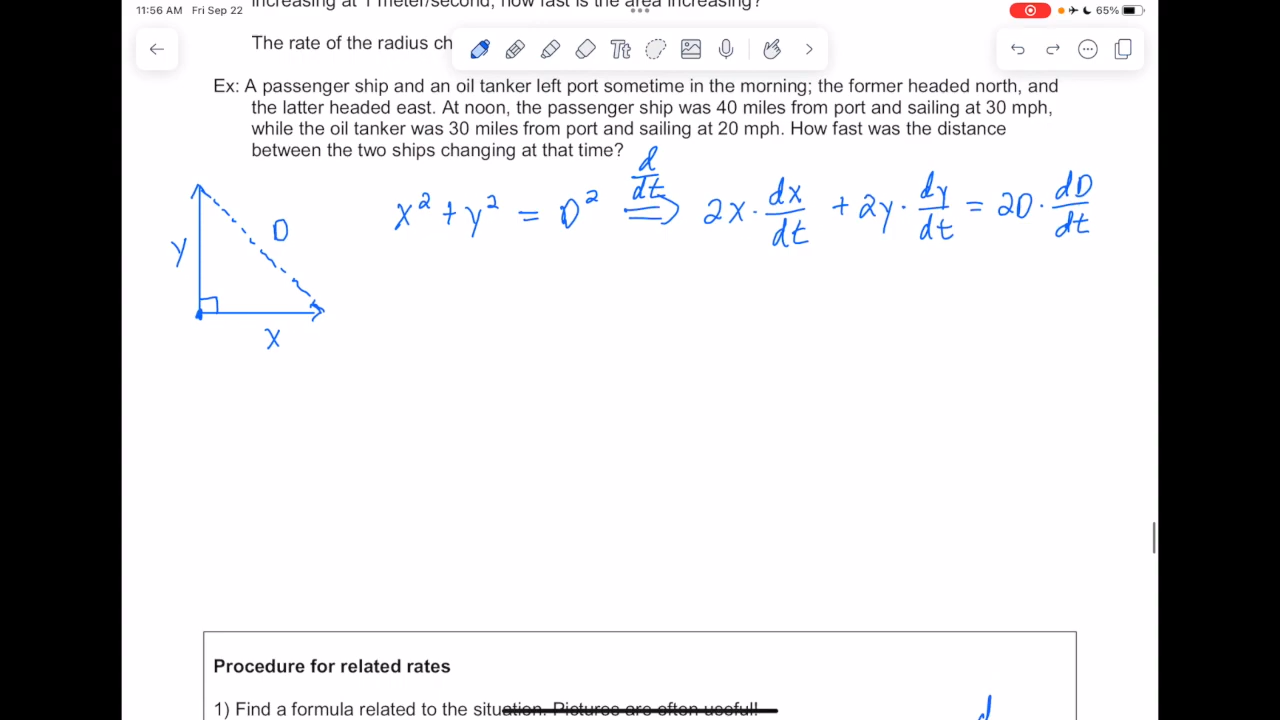 11:56 AM Fri Sep 22
65%
increasing at 1 meter/second, how fast is the area increasing?
The rate of the radius ch
Tt
Ex: A passenger ship and an oil tanker left port sometime in the morning; the former headed north, and
the latter headed east. At noon, the passenger ship was 40 miles from port and sailing at 30 mph,
while the oil tanker was 30 miles from port and sailing at 20 mph. How fast was the distance
between the two ships changing at that time?
x² + y² = D² d/dt ⟹ 2x · dx/dt + 2y · dy/dt = 2D · dD/dt
y
D
x
Procedure for related rates
1) Find a formula related to the situation. Pictures are often useful!
d